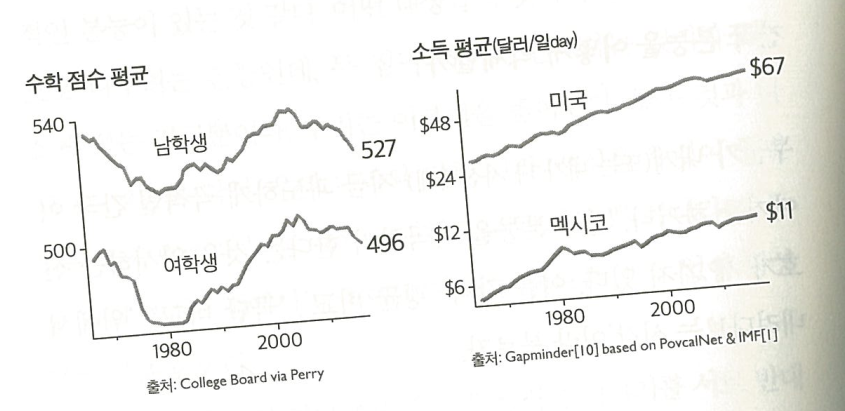 수학 점수 평균
540
500
남학생
527
여학생
496
1980 2000
출처: College Board via Perry
소득 평균(달러/일day)
$48
$24
$12
$6
미국
$67
멕시코
$11
1980 2000
출처: Gapminder[10] based on PovcalNet & IMF[1]